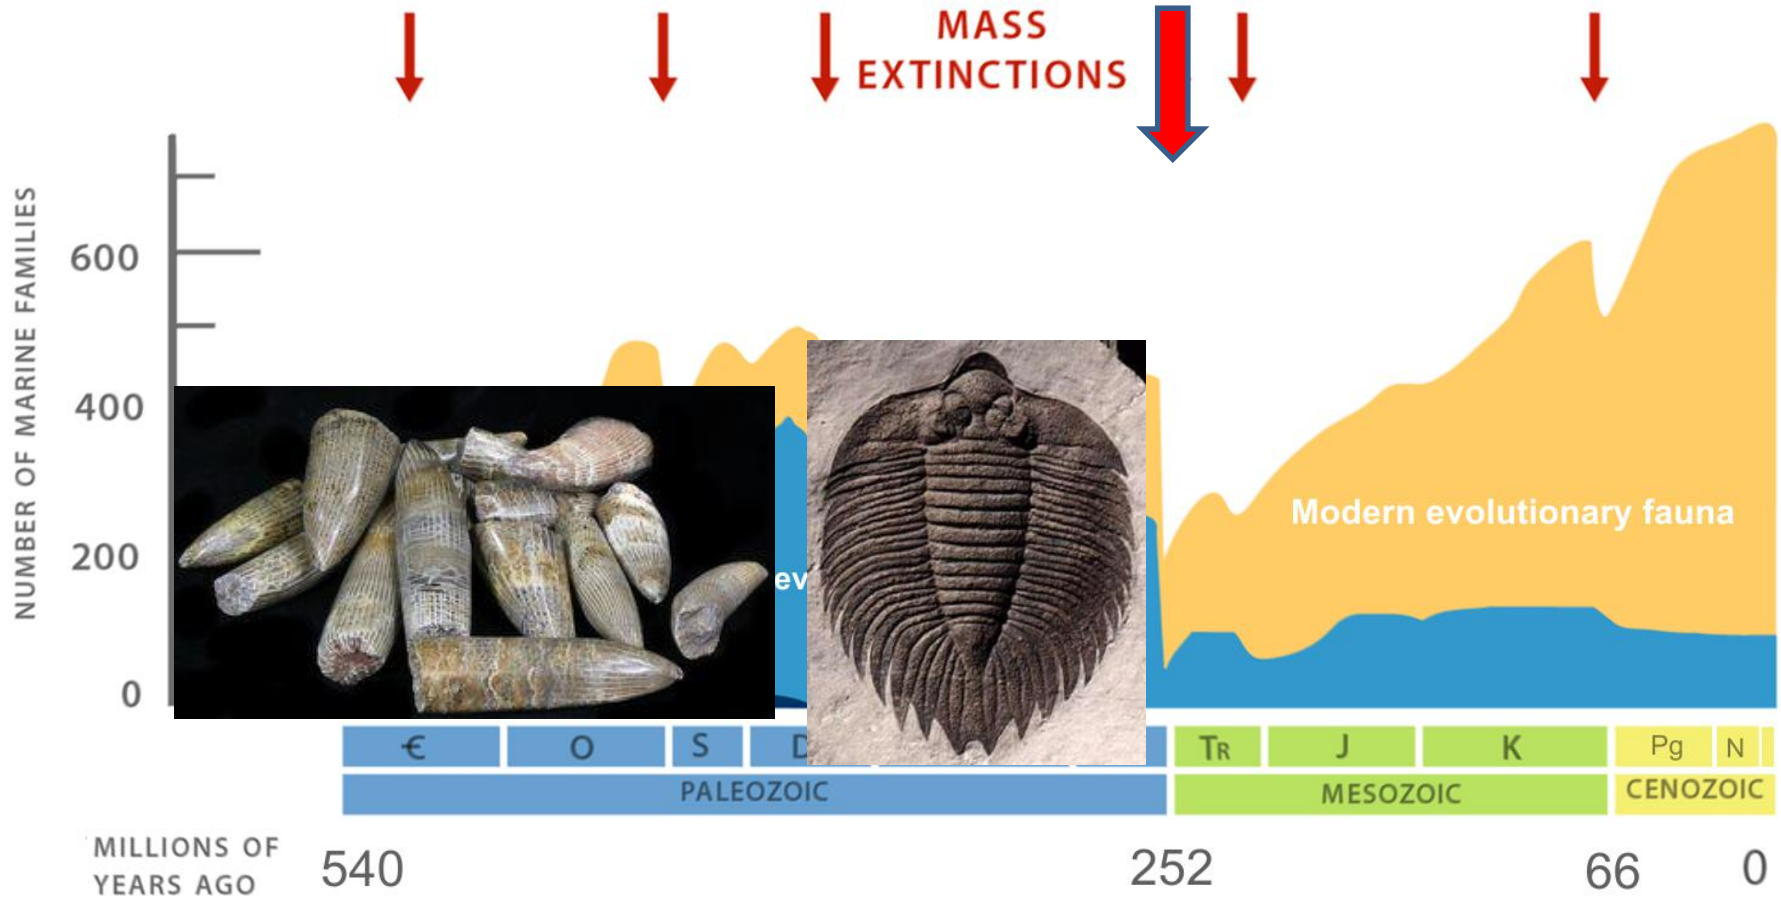 MASS
EXTINCTIONS
NUMBER OF MARINE FAMILIES
600
400
200
0
Modern evolutionary fauna
ev
Є O S D TR J K Pg N
PALEOZOIC MESOZOIC CENOZOIC
MILLIONS OF
YEARS AGO
540 252 66 0